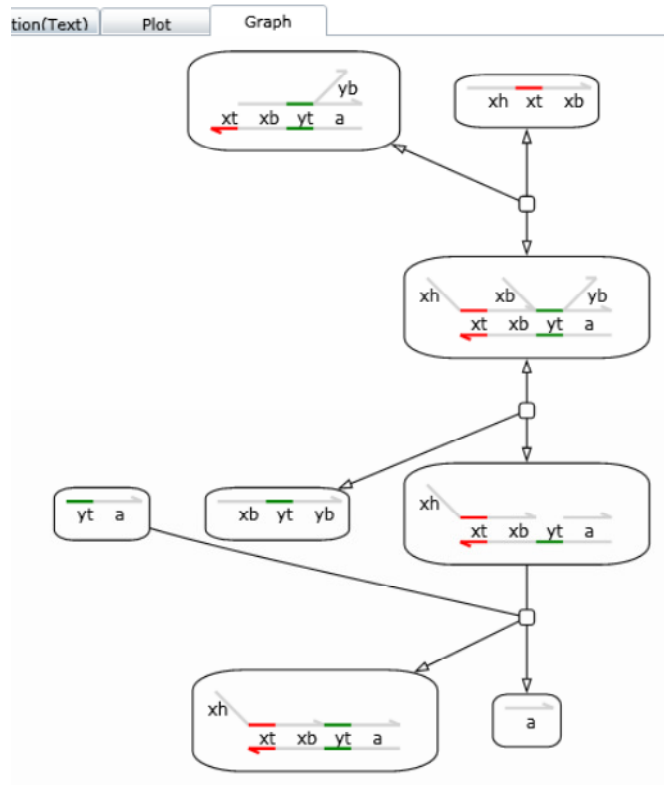 tion(Text) Plot Graph
yb
xt xb yt a
xh xt xb
xh xb yb
xt xb yt a
yt a
xb yt yb
xh
xt xb yt a
xh
xt xb yt a
a